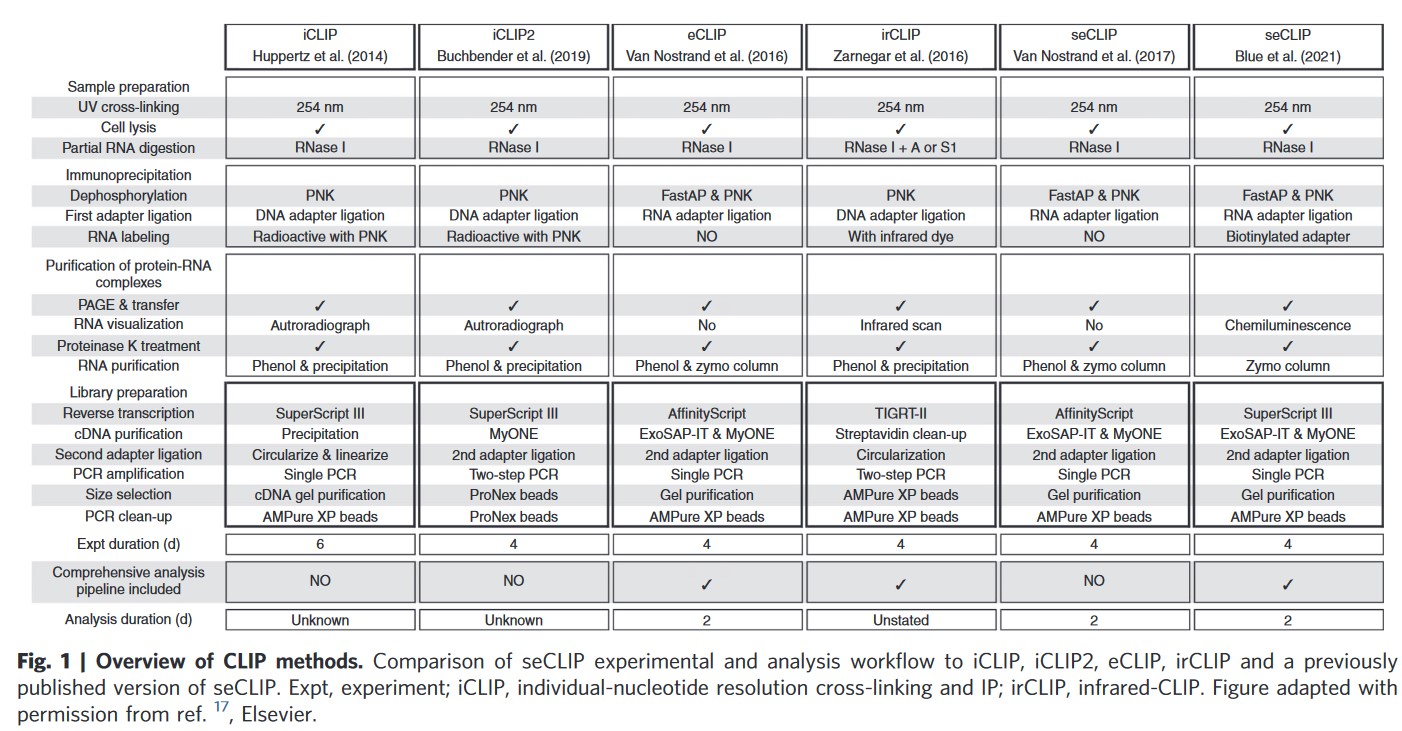 iCLIP iCLIP2 eCLIP irCLIP seCLIP seCLIP
Huppertz et al. (2014) Buchbender et al. (2019) Van Nostrand et al. (2016) Zarnegar et al. (2016) Van Nostrand et al. (2017) Blue et al. (2021)
Sample preparation
UV cross-linking 254 nm 254 nm 254 nm 254 nm 254 nm 254 nm
Cell lysis ✓ ✓ ✓ ✓ ✓ ✓
Partial RNA digestion RNase I RNase I RNase I RNase I + A or S1 RNase I RNase I
Immunoprecipitation
Dephosphorylation PNK PNK FastAP & PNK PNK FastAP & PNK FastAP & PNK
First adapter ligation DNA adapter ligation DNA adapter ligation RNA adapter ligation DNA adapter ligation RNA adapter ligation RNA adapter ligation
RNA labeling Radioactive with PNK Radioactive with PNK NO With infrared dye NO Biotinylated adapter
Purification of protein-RNA
complexes
PAGE & transfer ✓ ✓ ✓ ✓ ✓ ✓
RNA visualization Autroradiograph Autroradiograph No Infrared scan No Chemiluminescence
Proteinase K treatment ✓ ✓ ✓ ✓ ✓ ✓
RNA purification Phenol & precipitation Phenol & precipitation Phenol & zymo column Phenol & precipitation Phenol & zymo column Zymo column
Library preparation
Reverse transcription SuperScript III SuperScript III AffinityScript TIGRT-II AffinityScript SuperScript III
cDNA purification Precipitation MyONE ExoSAP-IT & MyONE Streptavidin clean-up ExoSAP-IT & MyONE ExoSAP-IT & MyONE
Second adapter ligation Circularize & linearize 2nd adapter ligation 2nd adapter ligation Circularization 2nd adapter ligation 2nd adapter ligation
PCR amplification Single PCR Two-step PCR Single PCR Two-step PCR Single PCR Single PCR
Size selection cDNA gel purification ProNex beads Gel purification AMPure XP beads Gel purification Gel purification
PCR clean-up AMPure XP beads ProNex beads AMPure XP beads AMPure XP beads AMPure XP beads AMPure XP beads
Expt duration (d) 6 4 4 4 4 4
Comprehensive analysis
pipeline included NO NO ✓ ✓ NO ✓
Analysis duration (d) Unknown Unknown 2 Unstated 2 2
Fig. 1 | Overview of CLIP methods. Comparison of seCLIP experimental and analysis workflow to iCLIP, iCLIP2, eCLIP, irCLIP and a previously
published version of seCLIP. Expt, experiment; iCLIP, individual-nucleotide resolution cross-linking and IP; irCLIP, infrared-CLIP. Figure adapted with
permission from ref. 17, Elsevier.